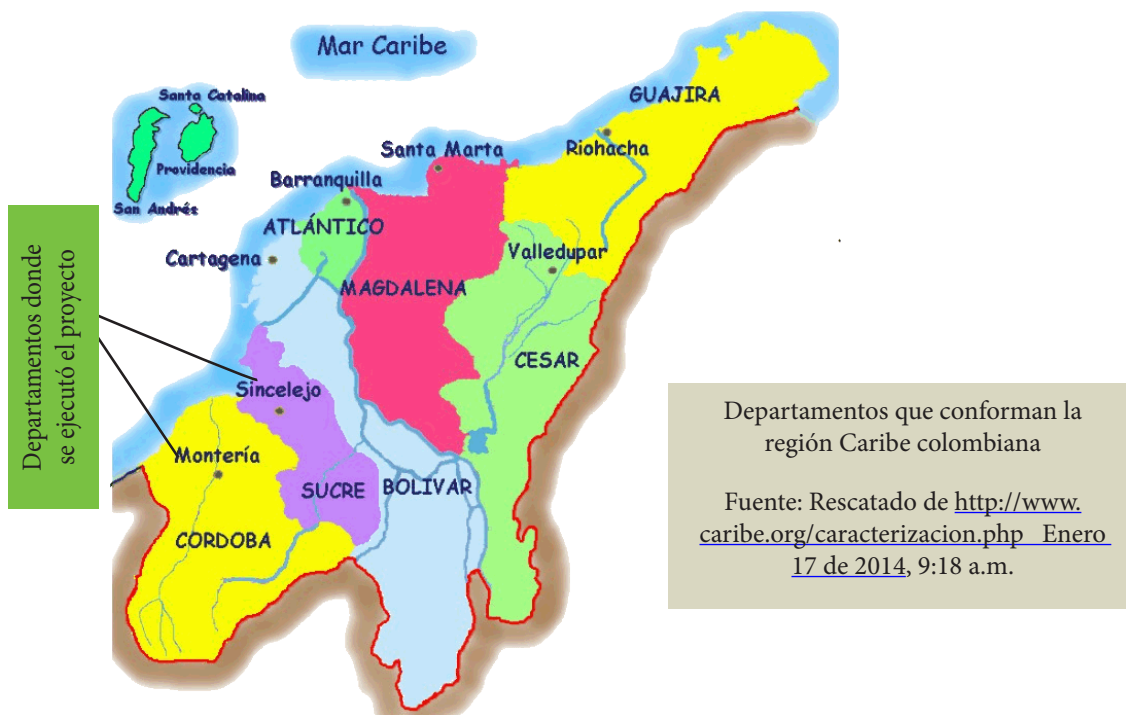 Mar Caribe
Santa Catalina
Providencia
San Andrés
GUAJIRA
Riohacha
Santa Marta
Barranquilla
ATLÁNTICO
Cartagena
MAGDALENA
Valledupar
CESAR
Sincelejo
Montería
SUCRE
BOLIVAR
CORDOBA
Departamentos donde
se ejecutó el proyecto
Departamentos que conforman la
región Caribe colombiana
Fuente: Rescatado de http://www.
caribe.org/caracterizacion.php Enero
17 de 2014, 9:18 a.m.